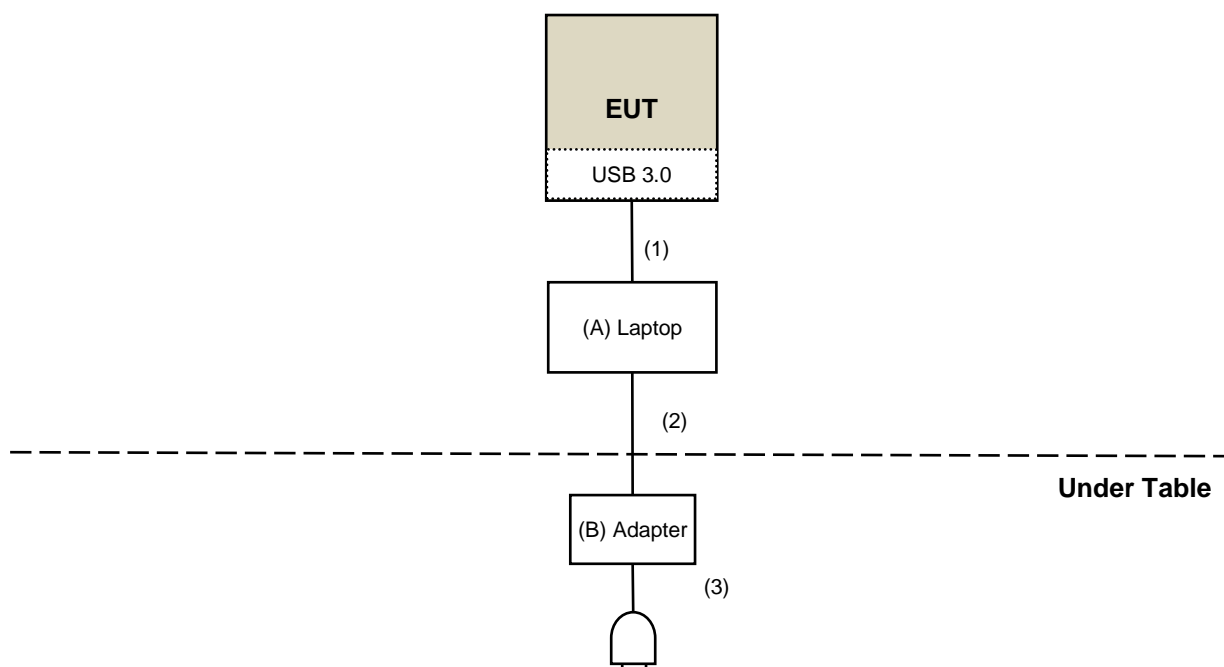 EUT
USB 3.0
(1)
(A) Laptop
(2)
Under Table
(B) Adapter
(3)